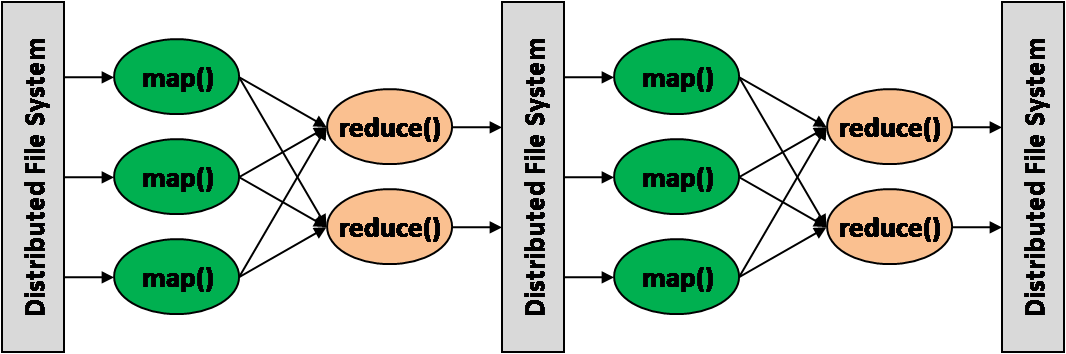 Distributed File System
map()
map()
map()
reduce()
reduce()
Distributed File System
map()
map()
map()
reduce()
reduce()
Distributed File System